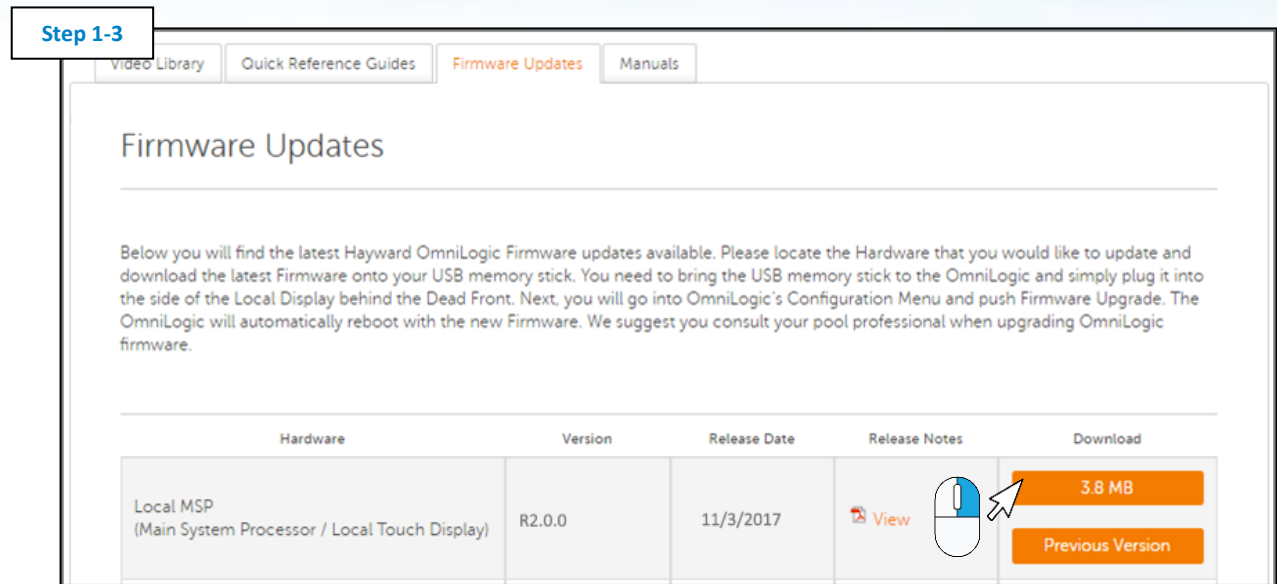 Step 1-3
Video Library
Quick Reference Guides
Firmware Updates
Manuals
Firmware Updates
Below you will find the latest Hayward OmniLogic Firmware updates available. Please locate the Hardware that you would like to update and
download the latest Firmware onto your USB memory stick. You need to bring the USB memory stick to the OmniLogic and simply plug it into
the side of the Local Display behind the Dead Front. Next, you will go into OmniLogic's Configuration Menu and push Firmware Upgrade. The
OmniLogic will automatically reboot with the new Firmware. We suggest you consult your pool professional when upgrading OmniLogic
firmware.
Hardware
Version
Release Date
Release Notes
Download
Local MSP
(Main System Processor / Local Touch Display)
R2.0.0
11/3/2017
View
3.8 MB
Previous Version